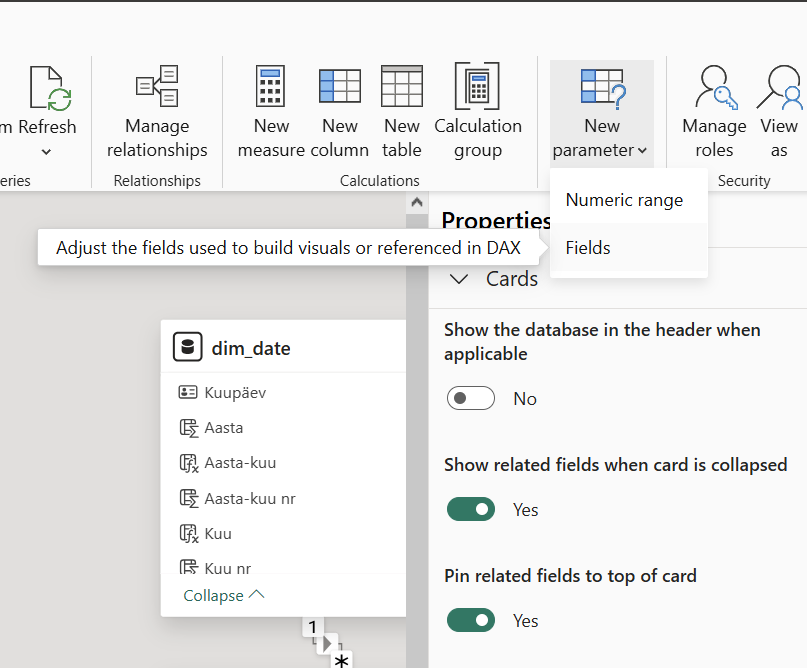 m Refresh
Manage
relationships
New
measure
New
column
New
table
Calculation
group
New
parameter
Manage
roles
View
as
eries
Relationships
Calculations
Security
Numeric range
Fields
Adjust the fields used to build visuals or referenced in DAX
Properties
Cards
Show the database in the header when
applicable
No
Show related fields when card is collapsed
Yes
Pin related fields to top of card
Yes
dim_date
Kuupäev
Aasta
Aasta-kuu
Aasta-kuu nr
Kuu
Kuu nr
Collapse
1
*